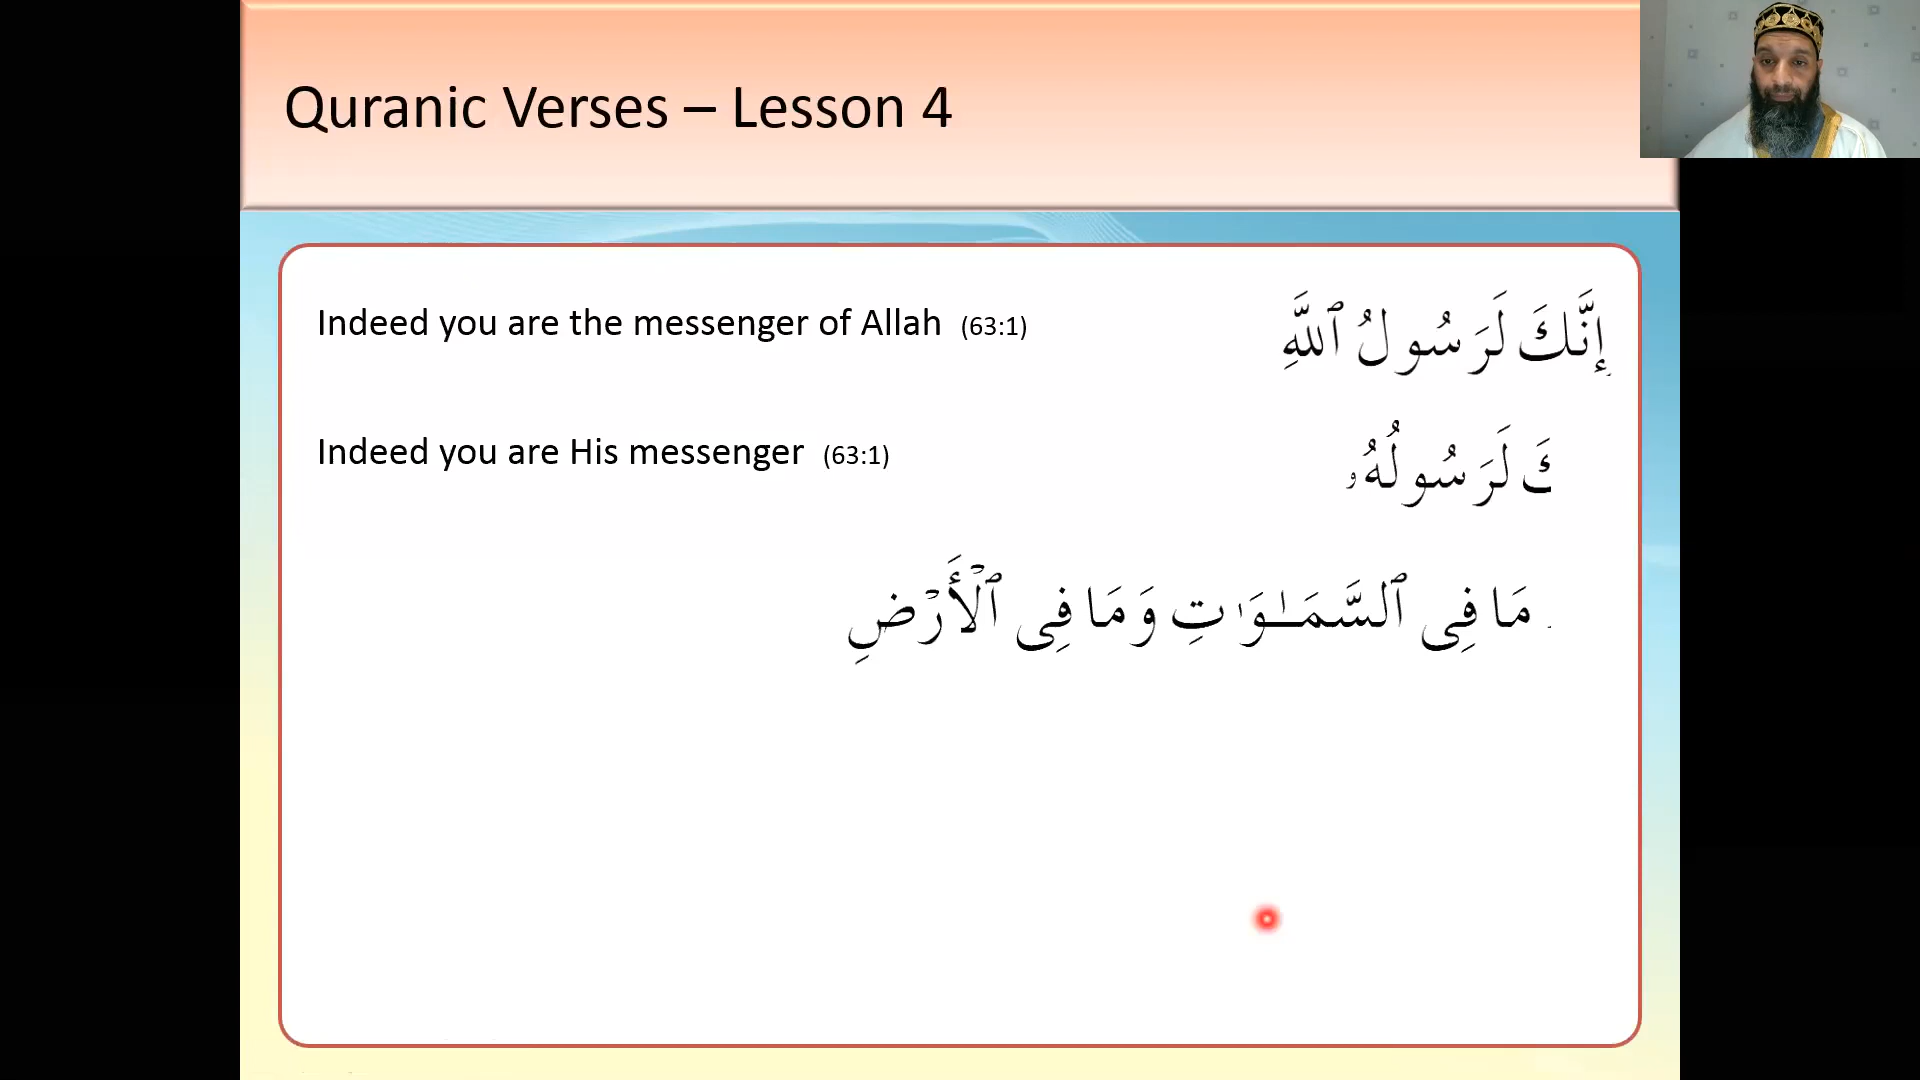 Quranic Verses – Lesson 4
Indeed you are the messenger of Allah (63:1) إِنَّكَ لَرَسُولُ ٱللَّهِ
Indeed you are His messenger (63:1) كَ لَرَسُولُهُۥ
مَا فِى ٱلسَّمَـٰوَٰتِ وَمَا فِى ٱلْأَرْضِ